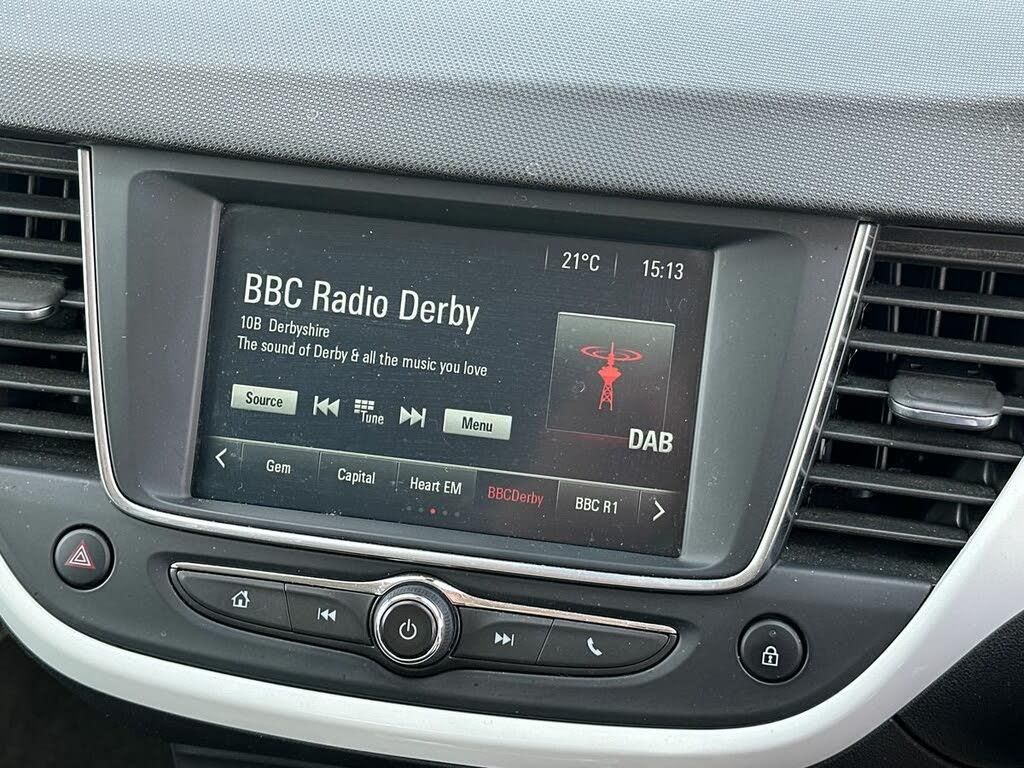 21°C 15:13
BBC Radio Derby
10B Derbyshire
The sound of Derby & all the music you love
Source
Tune
Menu
DAB
Gem
Capital
Heart EM
BBCDerby
BBC R1